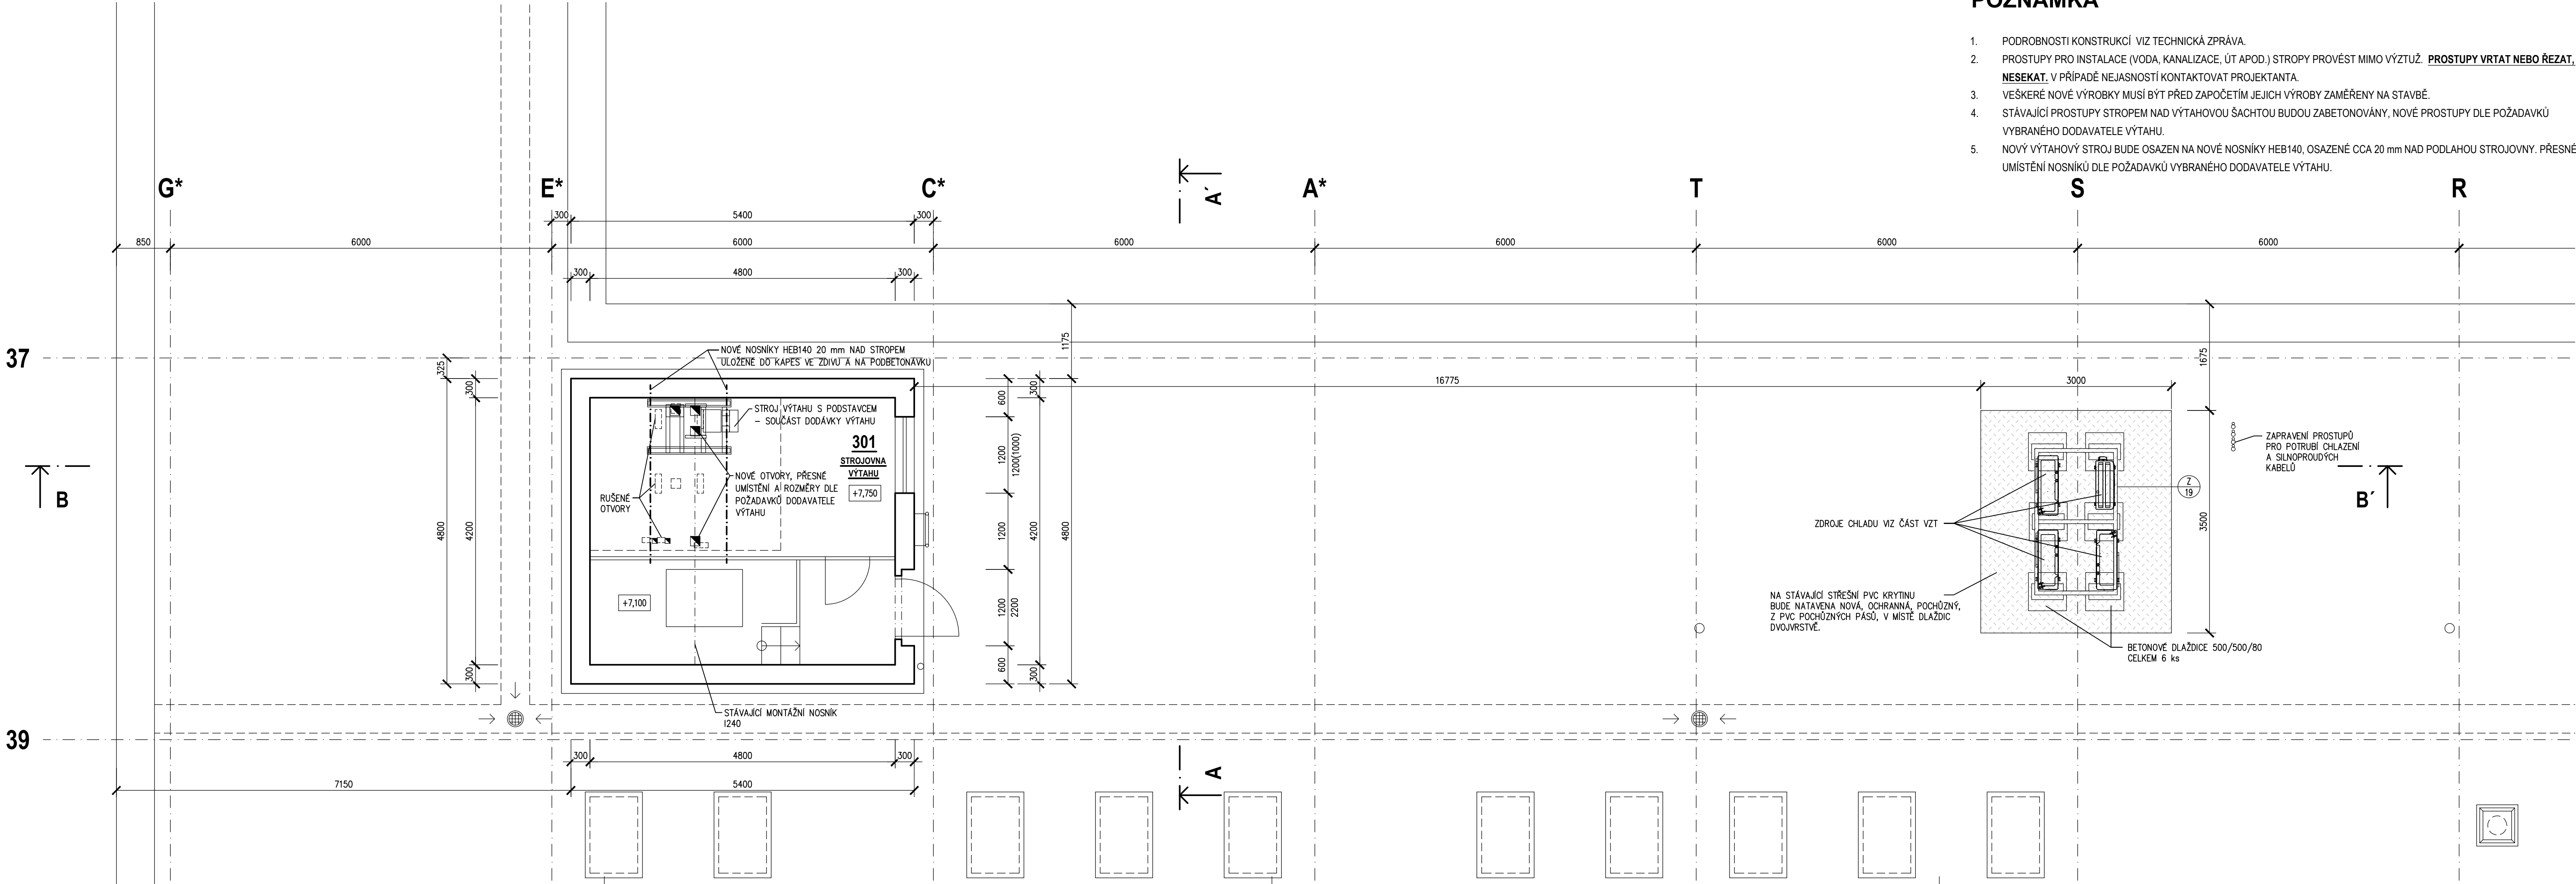 POZNÁMKA
1. PODROBNOSTI KONSTRUKCÍ VIZ TECHNICKÁ ZPRÁVA.
2. PROSTUPY PRO INSTALACE (VODA, KANALIZACE, ÚT APOD.) STROPY PROVÉST MIMO VÝZTUŽ. PROSTUPY VRTAT NEBO ŘEZAT,
NESEKAT. V PŘÍPADĚ NEJASNOSTÍ KONTAKTOVAT PROJEKTANTA.
3. VEŠKERÉ NOVÉ VÝROBKY MUSÍ BÝT PŘED ZAPOČETÍM JEJICH VÝROBY ZAMĚŘENY NA STAVBĚ.
4. STÁVAJÍCÍ PROSTUPY STROPEM NAD VÝTAHOVOU ŠACHTOU BUDOU ZABETONOVÁNY, NOVÉ PROSTUPY DLE POŽADAVKŮ
VYBRANÉHO DODAVATELE VÝTAHU.
5. NOVÝ VÝTAHOVÝ STROJ BUDE OSAZEN NA NOVÉ NOSNÍKY HEB140, OSAZENÉ CCA 20 mm NAD PODLAHOU STROJOVNY. PŘESNÉ
UMÍSTĚNÍ NOSNÍKŮ DLE POŽADAVKŮ VYBRANÉHO DODAVATELE VÝTAHU.
G* E* C* A´ A* T S R
300 5400 300
850 6000 6000 6000 6000 6000 6000
300 4800 300
37
325
1175
1675
NOVÉ NOSNÍKY HEB140 20 mm NAD STROPEM
ULOŽENÉ DO KAPES VE ZDIVU A NA PODBETONÁVKU
16775
3000
300
600
300
STROJ VÝTAHU S PODSTAVCEM
– SOUČÁST DODÁVKY VÝTAHU
301
STROJOVNA
VÝTAHU
+7,750
NOVÉ OTVORY, PŘESNÉ
UMÍSTĚNÍ A ROZMĚRY DLE
POŽADAVKŮ DODAVATELE
VÝTAHU
RUŠENÉ
OTVORY
1200
1200(1000)
ZAPRAVENÍ PROSTUPŮ
PRO POTRUBÍ CHLAZENÍ
A SILNOPROUDÝCH
KABELŮ
B
B´
Z
19
4800
4200
1200
4200
4800
3500
ZDROJE CHLADU VIZ ČÁST VZT
+7,100
1200
2200
NA STÁVAJÍCÍ STŘEŠNÍ PVC KRYTINU
BUDE NATAVENA NOVÁ, OCHRANNÁ, POCHŮZNÝ,
Z PVC POCHŮZNÝCH PÁSŮ, V MÍSTĚ DLAŽDIC
DVOJVRSTVĚ.
BETONOVÉ DLAŽDICE 500/500/80
CELKEM 6 ks
300
600
300
STÁVAJÍCÍ MONTÁŽNÍ NOSNÍK
I240
39
300 4800 300
A
7150 5400